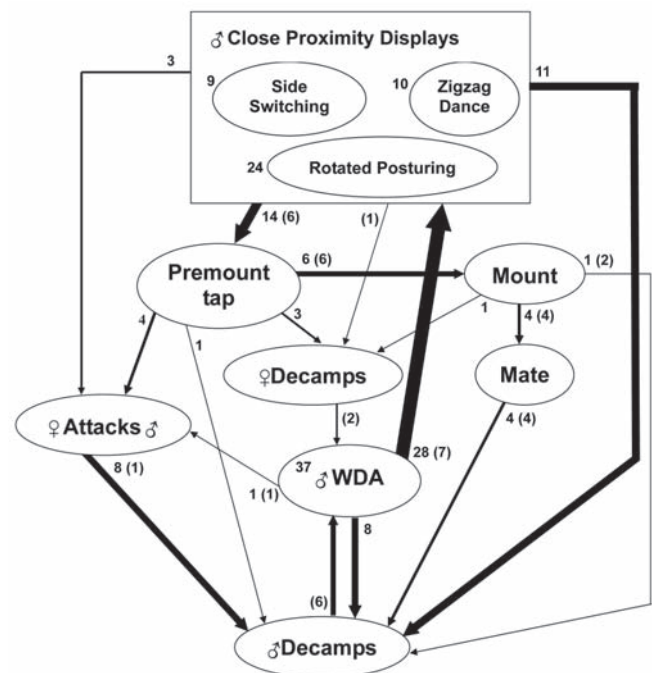 ♂Close Proximity Displays
3
11
9
Side
Switching
10
Zigzag
Dance
24
Rotated Posturing
14 (6)
(1)
Premount
tap
6 (6)
Mount
1 (2)
4
1
3
1
4 (4)
♀Decamps
Mate
♀Attacks♂
(2)
4 (4)
8 (1)
37
♂WDA
28 (7)
1 (1)
8
(6)
♂Decamps